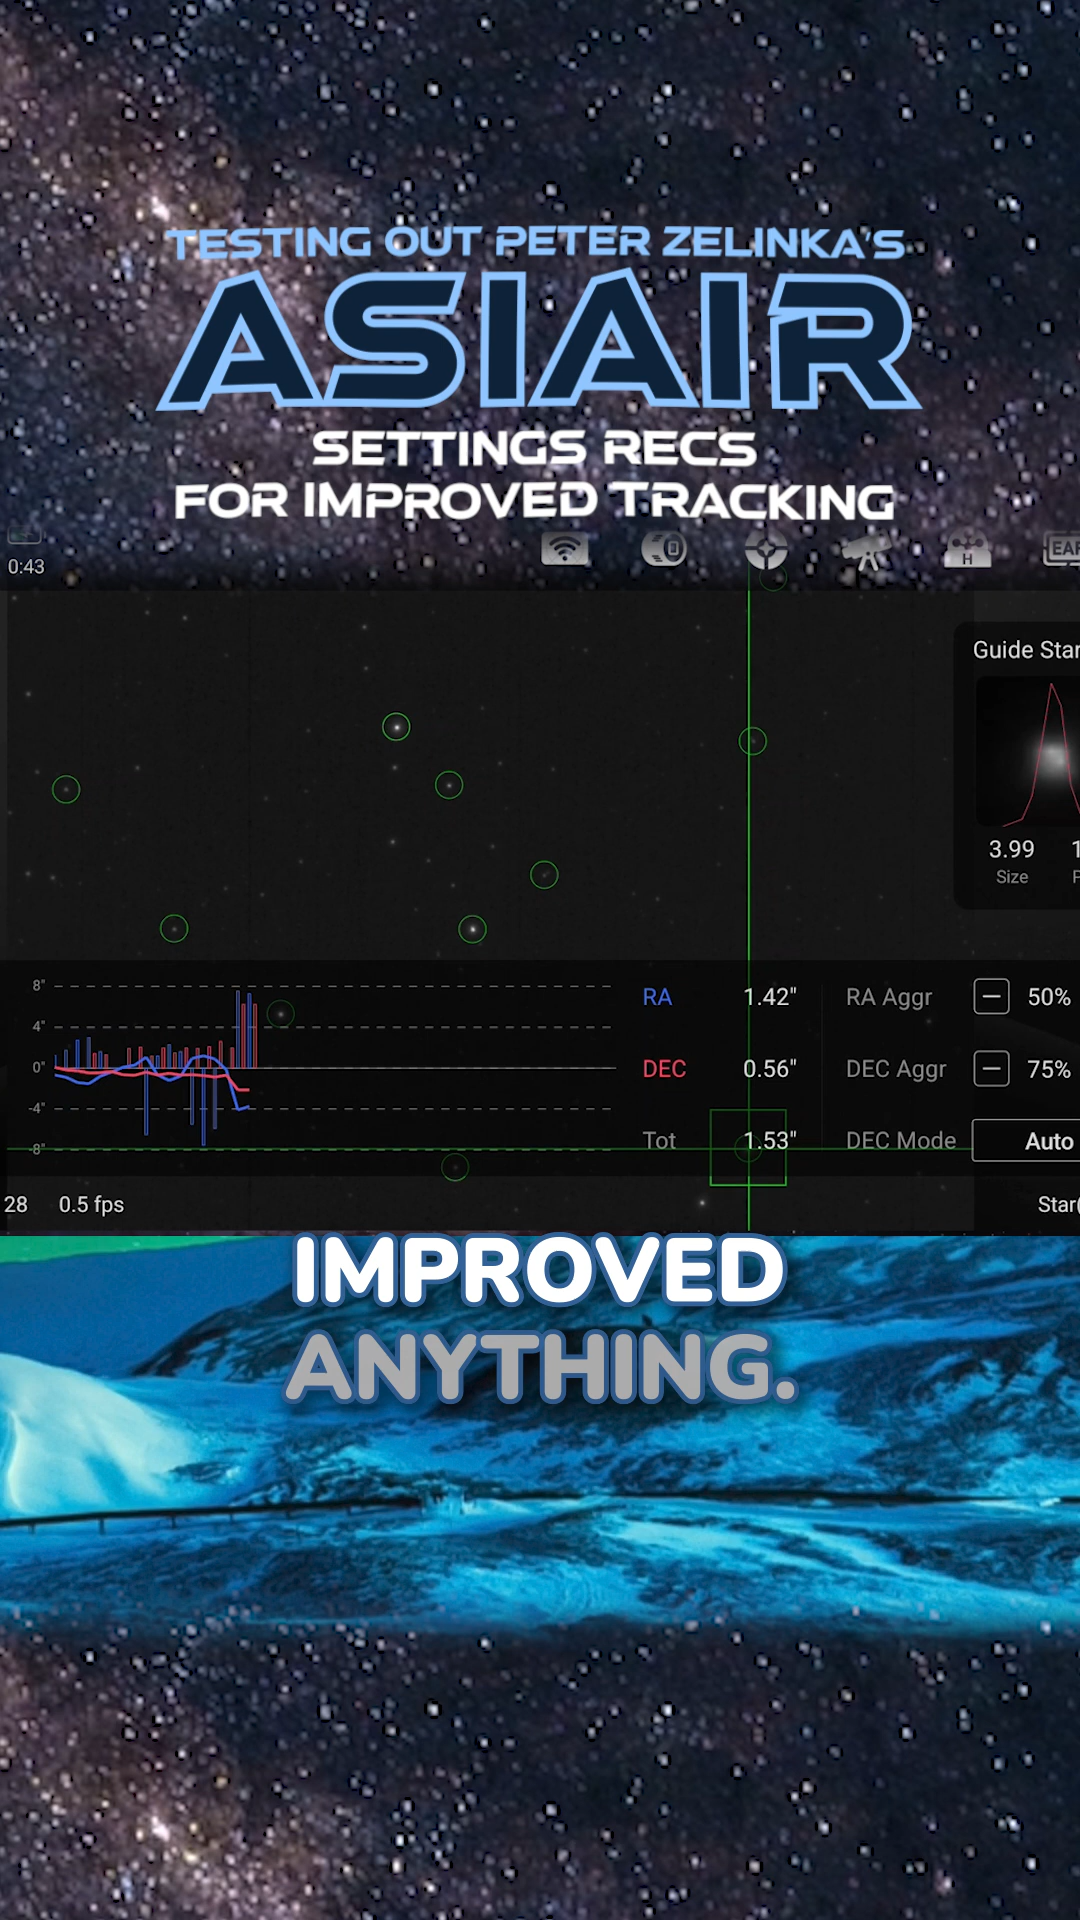 TESTING OUT PETER ZELINKA'S
ASIAIR
SETTINGS RECS
FOR IMPROVED TRACKING
0:43
H
EAF
Guide Star
3.99
Size
8"
4"
0"
-4"
-8"
RA 1.42" RA Aggr 50%
DEC 0.56" DEC Aggr 75%
Tot 1.53" DEC Mode Auto
28 0.5 fps
Star(
IMPROVED
ANYTHING.